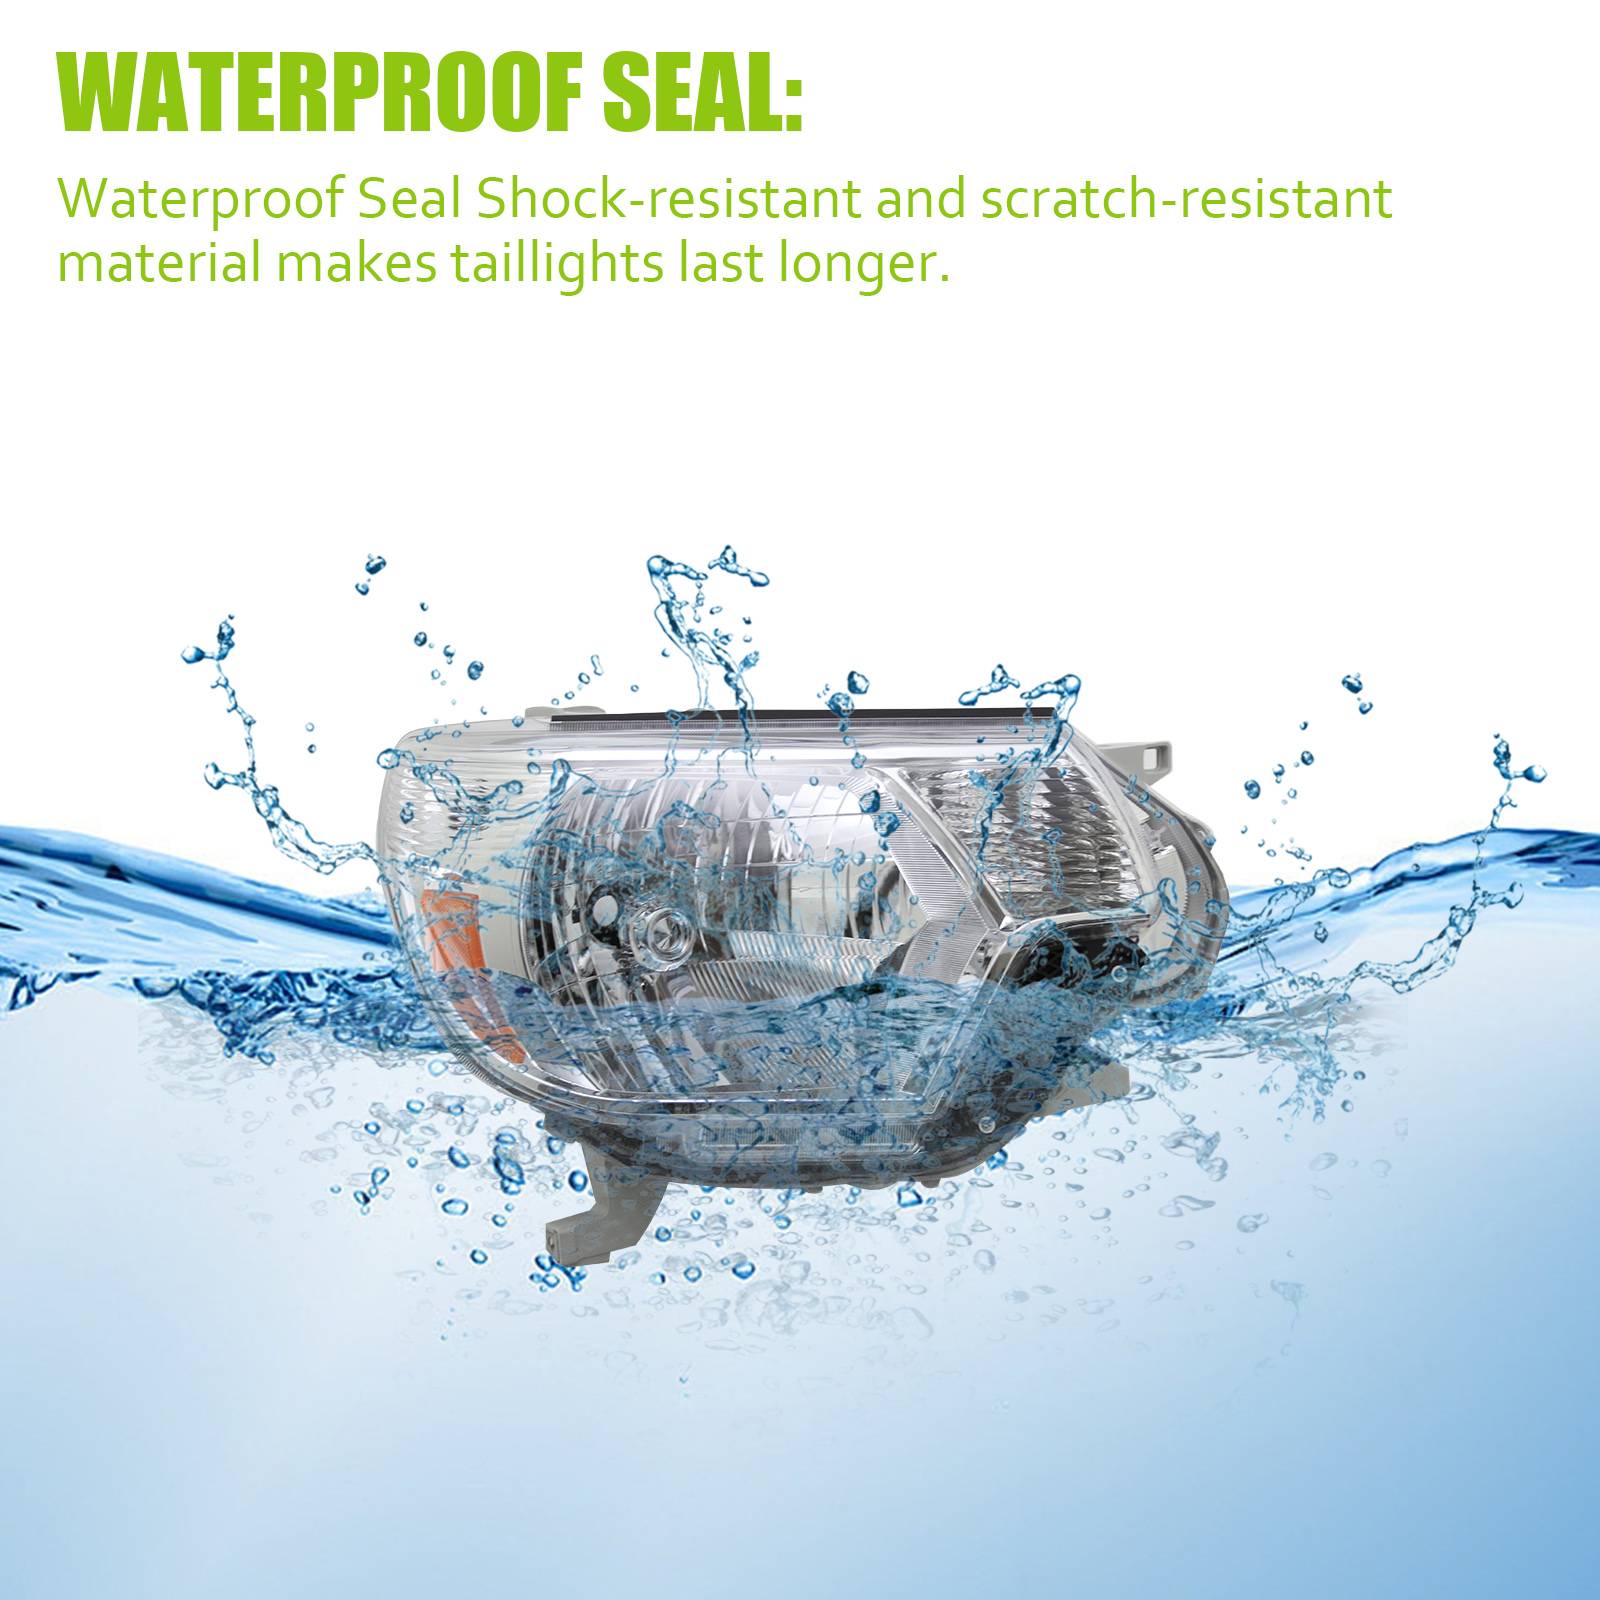 WATERPROOF SEAL:
Waterproof Seal Shock-resistant and scratch-resistant
material makes taillights last longer.